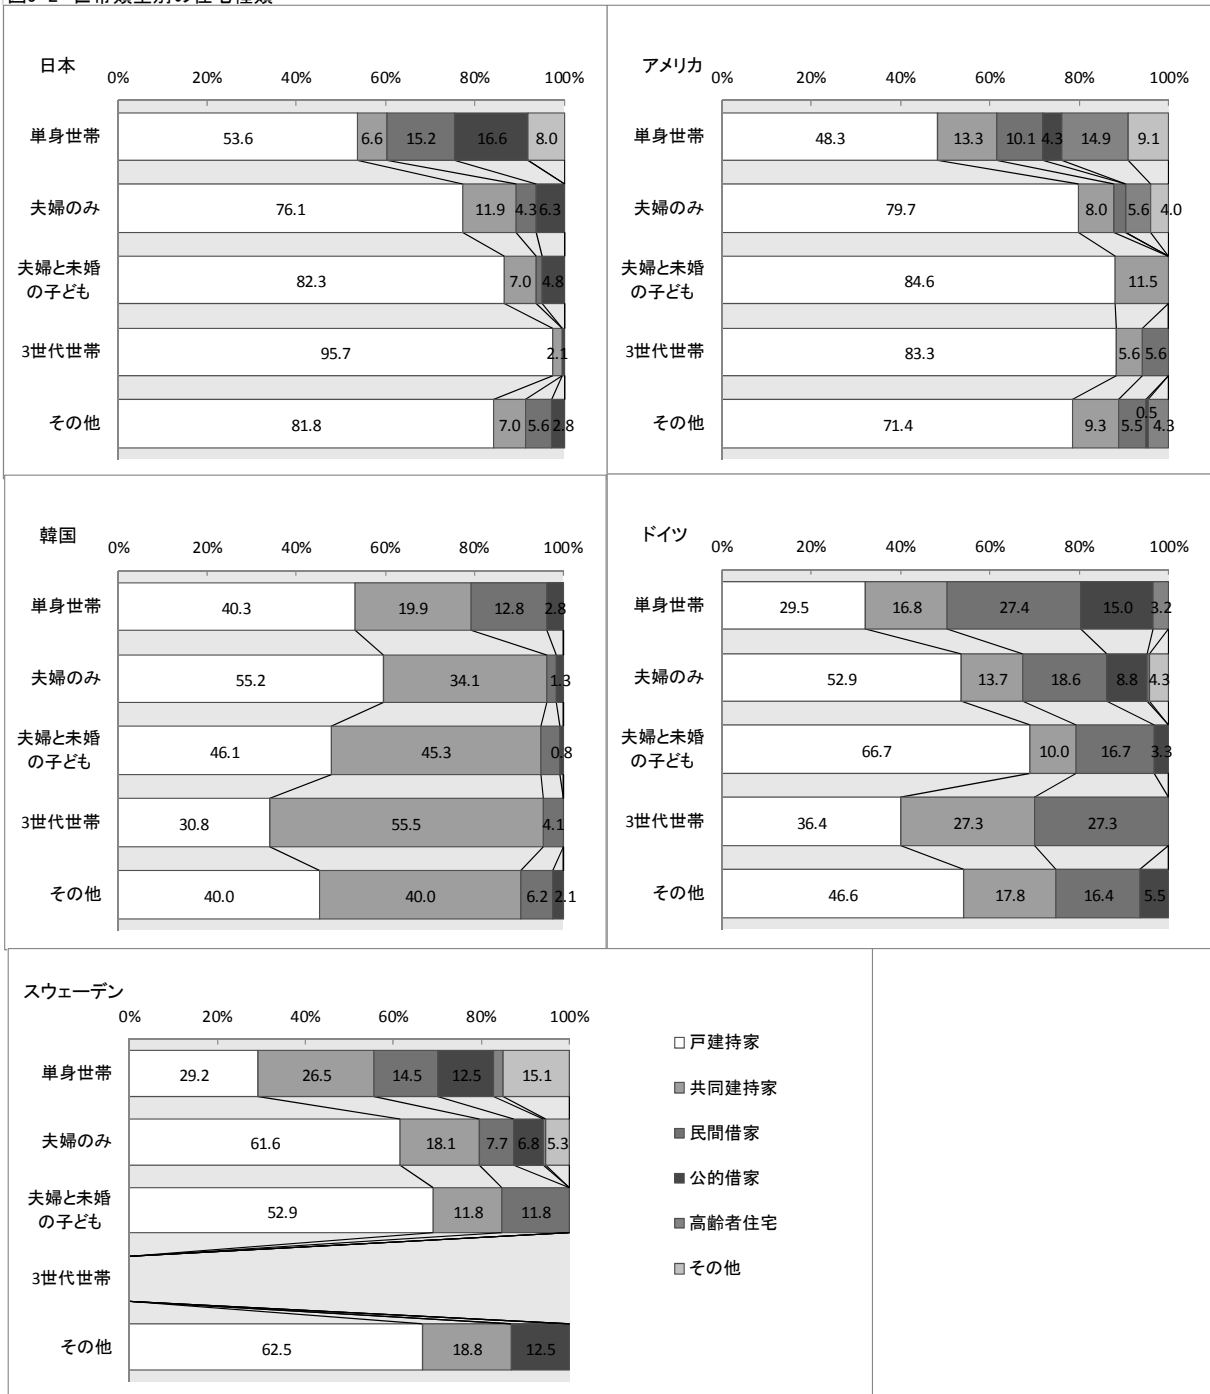 日本
0% 20% 40% 60% 80% 100%
単身世帯 53.6 6.6 15.2 16.6 8.0
夫婦のみ 76.1 11.9 4.3 6.3
夫婦と未婚
の子ども 82.3 7.0 4.8
3世代世帯 95.7 2.1
その他 81.8 7.0 5.6 2.8
アメリカ
0% 20% 40% 60% 80% 100%
単身世帯 48.3 13.3 10.1 4.3 14.9 9.1
夫婦のみ 79.7 8.0 5.6 4.0
夫婦と未婚
の子ども 84.6 11.5
3世代世帯 83.3 5.6 5.6
その他 71.4 9.3 5.5 0.5 4.3
韓国
0% 20% 40% 60% 80% 100%
単身世帯 40.3 19.9 12.8 2.8
夫婦のみ 55.2 34.1 1.3
夫婦と未婚
の子ども 46.1 45.3 0.8
3世代世帯 30.8 55.5 4.1
その他 40.0 40.0 6.2 2.1
ドイツ
0% 20% 40% 60% 80% 100%
単身世帯 29.5 16.8 27.4 15.0 3.2
夫婦のみ 52.9 13.7 18.6 8.8 4.3
夫婦と未婚
の子ども 66.7 10.0 16.7 3.3
3世代世帯 36.4 27.3 27.3
その他 46.6 17.8 16.4 5.5
スウェーデン
0% 20% 40% 60% 80% 100%
単身世帯 29.2 26.5 14.5 12.5 15.1
夫婦のみ 61.6 18.1 7.7 6.8 5.3
夫婦と未婚
の子ども 52.9 11.8 11.8
3世代世帯
その他 62.5 18.8 12.5
戸建持家
共同建持家
民間借家
公的借家
高齢者住宅
その他